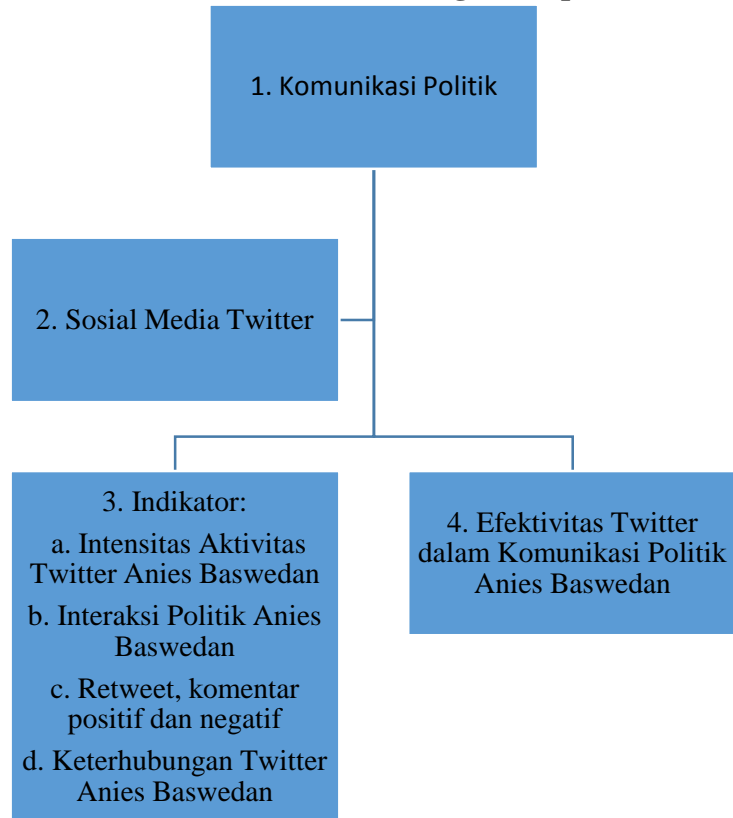 1. Komunikasi Politik
2. Sosial Media Twitter
3. Indikator:
a. Intensitas Aktivitas
Twitter Anies Baswedan
b. Interaksi Politik Anies
Baswedan
c. Retweet, komentar
positif dan negatif
d. Keterhubungan Twitter
Anies Baswedan
4. Efektivitas Twitter
dalam Komunikasi Politik
Anies Baswedan